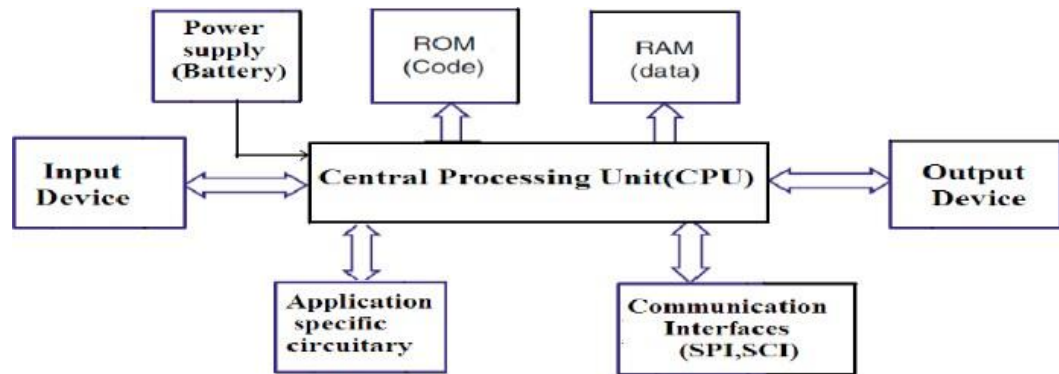 Power
supply
(Battery)
ROM
(Code)
RAM
(data)
Input
Device
Central Processing Unit(CPU)
Output
Device
Application
specific
circuitary
Communication
Interfaces
(SPI,SCI)